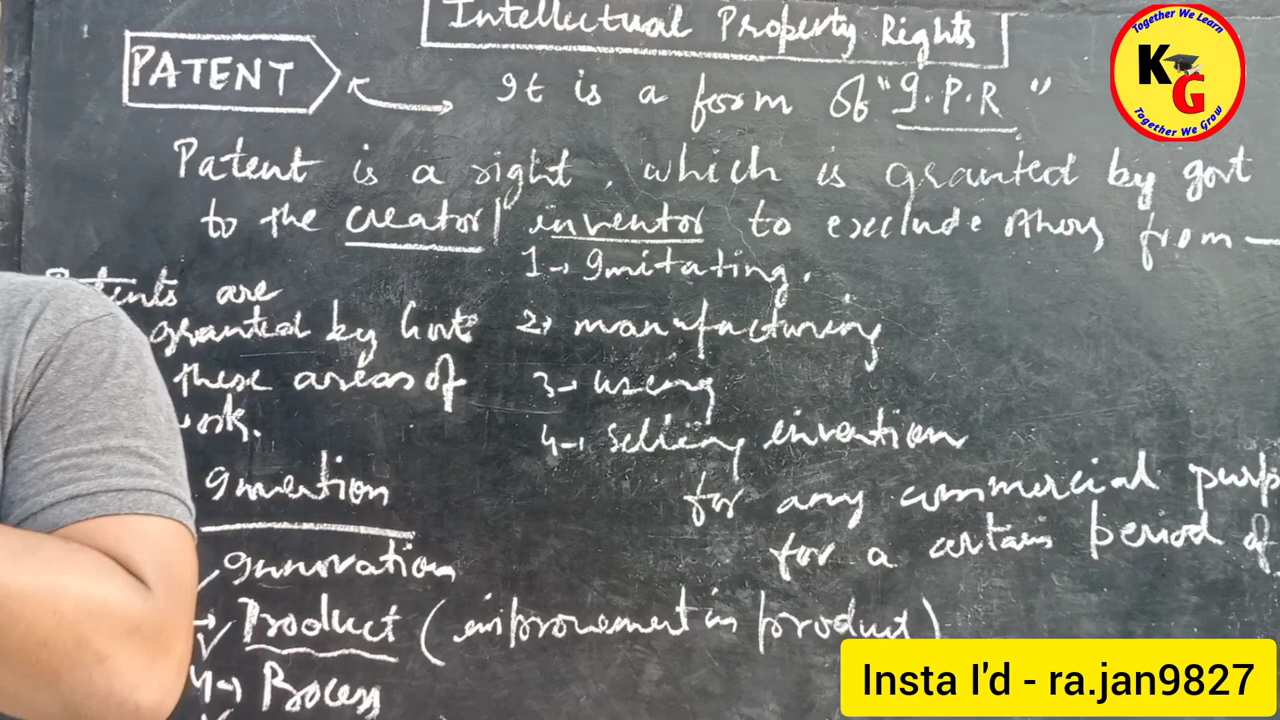 Intellectual Property Rights
PATENT
It is a form of "I.P.R"
Patent is a right, which is granted by govt
to the creator/inventor to exclude others from
1→ Imitating.
2→ manufacturing
3→ using
4→ selling invention
for any commercial purp
for a certain period of
are
granted by Govt
these areas of
work.
Invention
Innovation
→ Product (improvement in product)
4→ Process
Together We Learn
KG
Together We Grow
Insta I'd - ra.jan9827